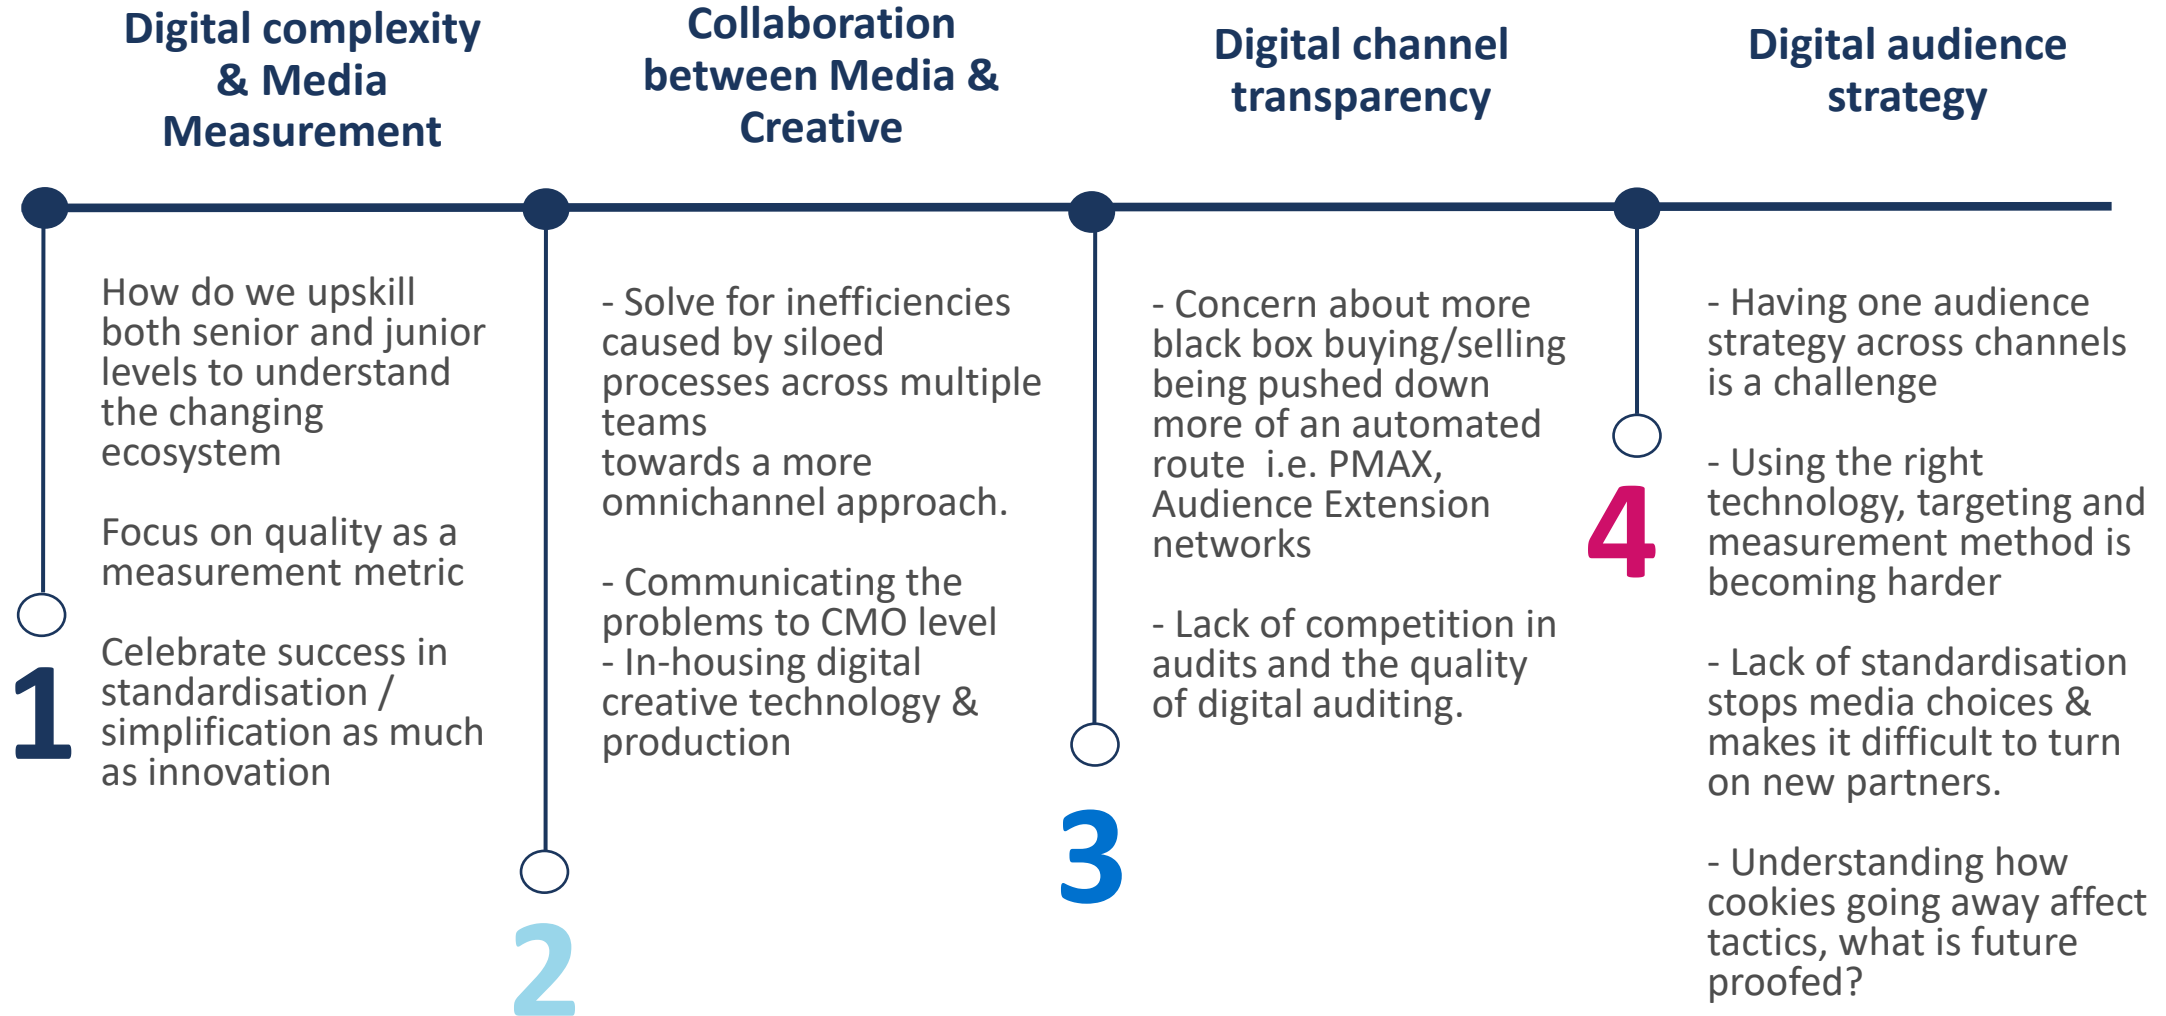 Digital complexity
& Media
Measurement
How do we upskill
both senior and junior
levels to understand
the changing
ecosystem
Focus on quality as a
measurement metric
Celebrate success in
standardisation /
simplification as much
as innovation
1
Collaboration
between Media &
Creative
- Solve for inefficiencies
caused by siloed
processes across multiple
teams
towards a more
omnichannel approach.
- Communicating the
problems to CMO level
- In-housing digital
creative technology &
production
2
Digital channel
transparency
- Concern about more
black box buying/selling
being pushed down
more of an automated
route  i.e. PMAX,
Audience Extension
networks
- Lack of competition in
audits and the quality
of digital auditing.
3
Digital audience
strategy
- Having one audience
strategy across channels
is a challenge
- Using the right
technology, targeting and
measurement method is
becoming harder
- Lack of standardisation
stops media choices &
makes it difficult to turn
on new partners.
- Understanding how
cookies going away affect
tactics, what is future
proofed?
4